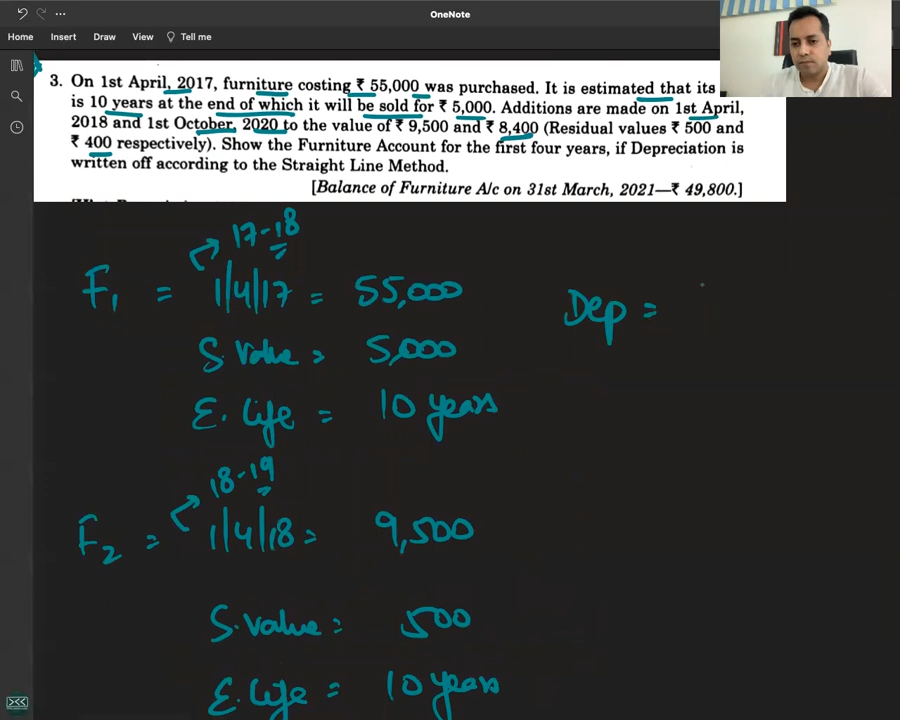 OneNote
Home Insert Draw View Tell me
3. On 1st April, 2017, furniture costing ₹ 55,000 was purchased. It is estimated that its
is 10 years at the end of which it will be sold for ₹ 5,000. Additions are made on 1st April,
2018 and 1st October, 2020 to the value of ₹ 9,500 and ₹ 8,400 (Residual values ₹ 500 and
₹ 400 respectively). Show the Furniture Account for the first four years, if Depreciation is
written off according to the Straight Line Method.
[Balance of Furniture A/c on 31st March, 2021—₹ 49,800.]
17-18
F1 = 1/4/17 = 55,000
Dep =
S. Value = 5,000
E. life = 10 years
18-19
F2 = 1/4/18 = 9,500
S. value = 500
E. life = 10 years